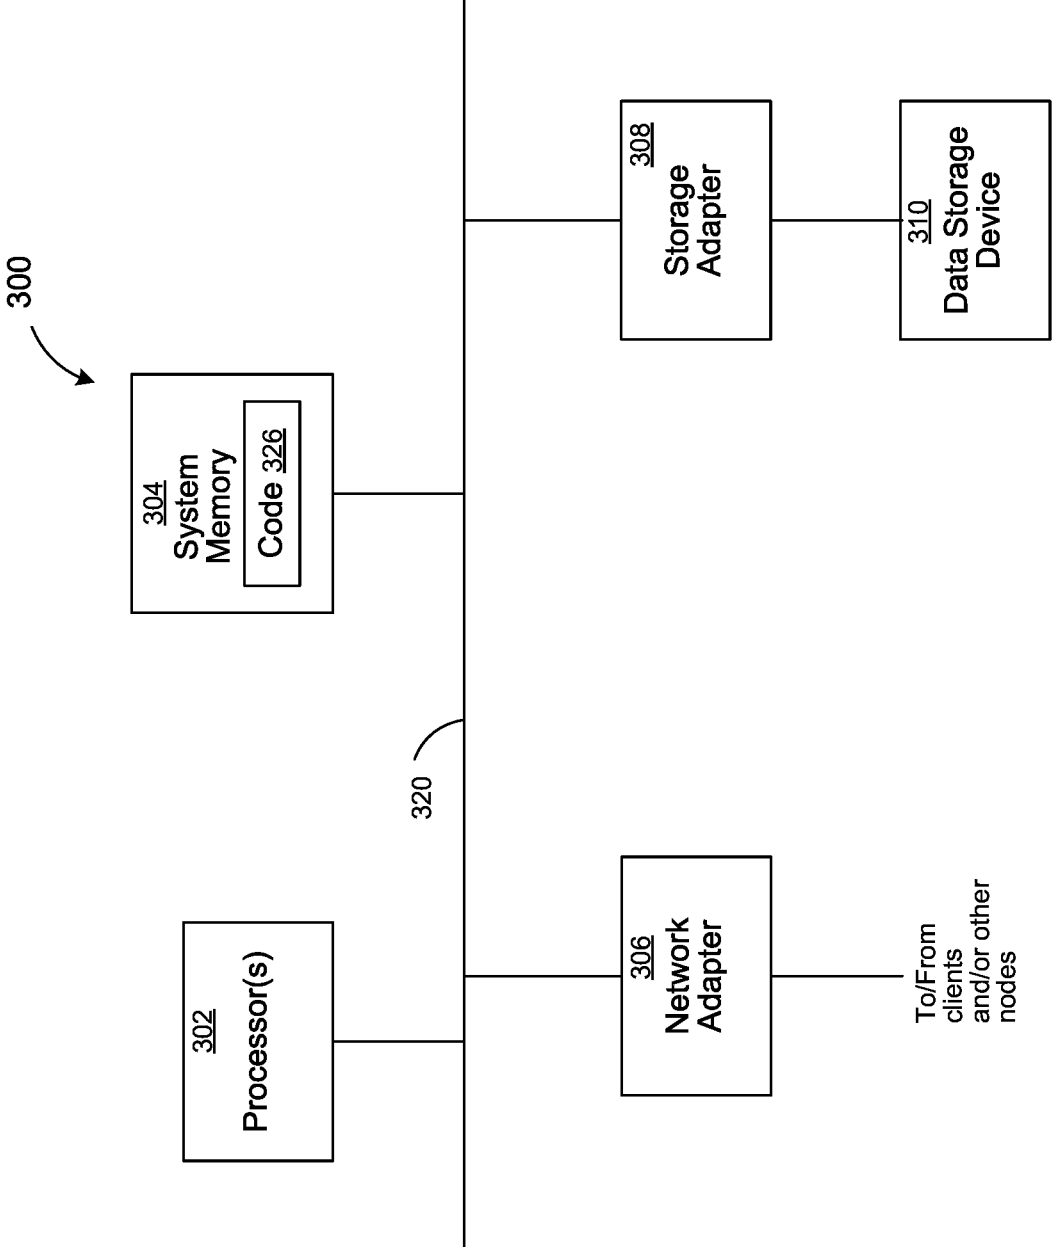 300
302
Processor(s)
304
System
Memory
Code 326
320
306
Network
Adapter
To/From
clients
and/or other
nodes
308
Storage
Adapter
310
Data Storage
Device